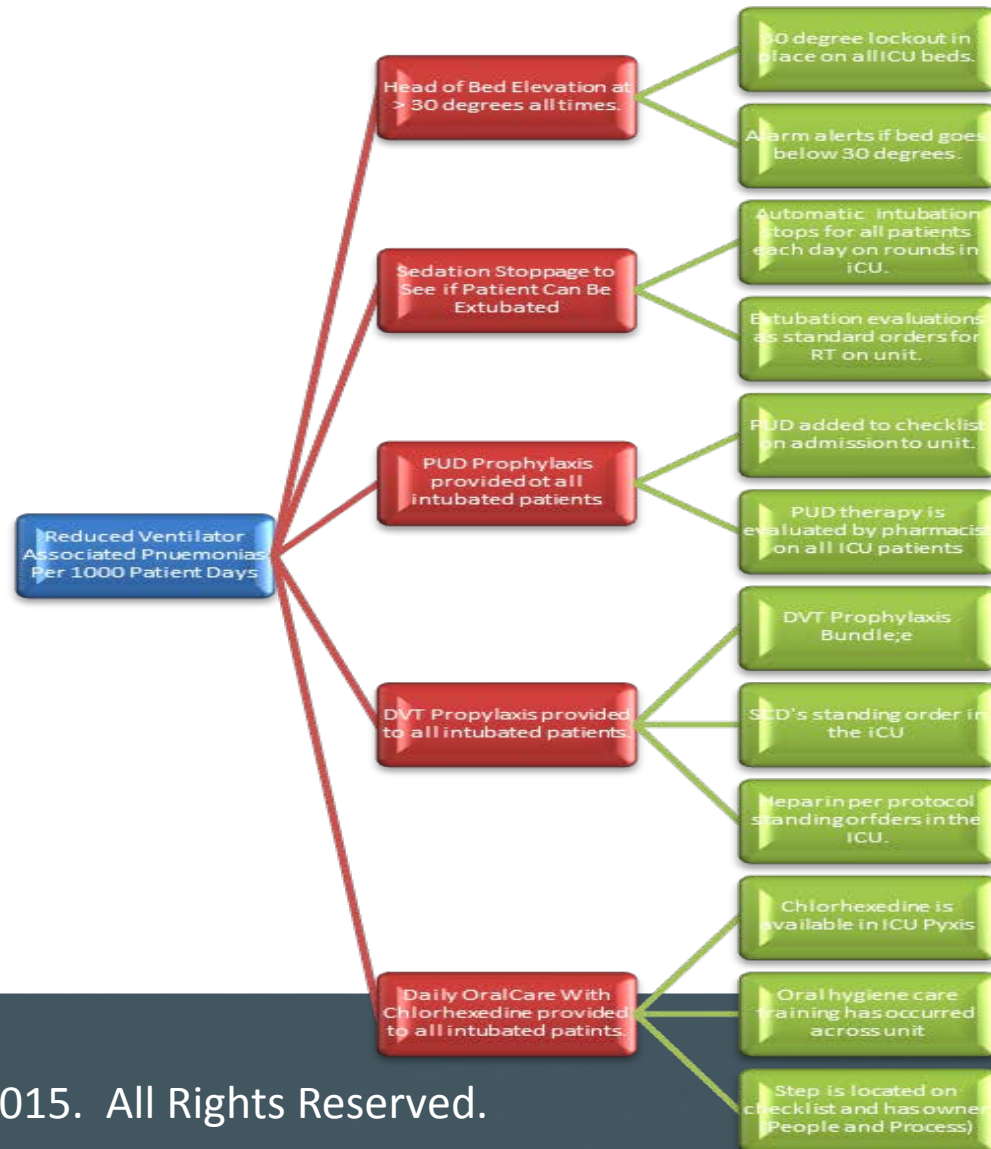 Reduced Ventilator
Associated Pnuemonias
Per 1000 Patient Days
Head of Bed Elevation at
> 30 degrees all times.
0 degree lockout in
place on all ICU beds.
Alarm alerts if bed goes
below 30 degrees.
Sedation Stoppage to
See if Patient Can Be
Extubated
Automatic Intubation
stops for all patients
each day on rounds in
iCU.
Extubation evaluations
as standard orders for
RT on unit.
PUD Prophylaxis
provided ot all
intubated patients
PUD added to checklist
on admission to unit.
PUD therapy is
evaluated by pharmacist
on all ICU patients
DVT Propylaxis provided
to all intubated patients.
DVT Prophylaxis
Bundle;e
SCD's standing order in
the iCU
Heparin per protocol
standing orfders in the
ICU.
Daily Oral Care With
Chlorhexedine provided
to all intubated patints.
Chlorhexedine is
available in ICU Pyxis
Oral hygiene care
training has occurred
across unit
Step is located on
checklist and has owner
(People and Process)
015. All Rights Reserved.